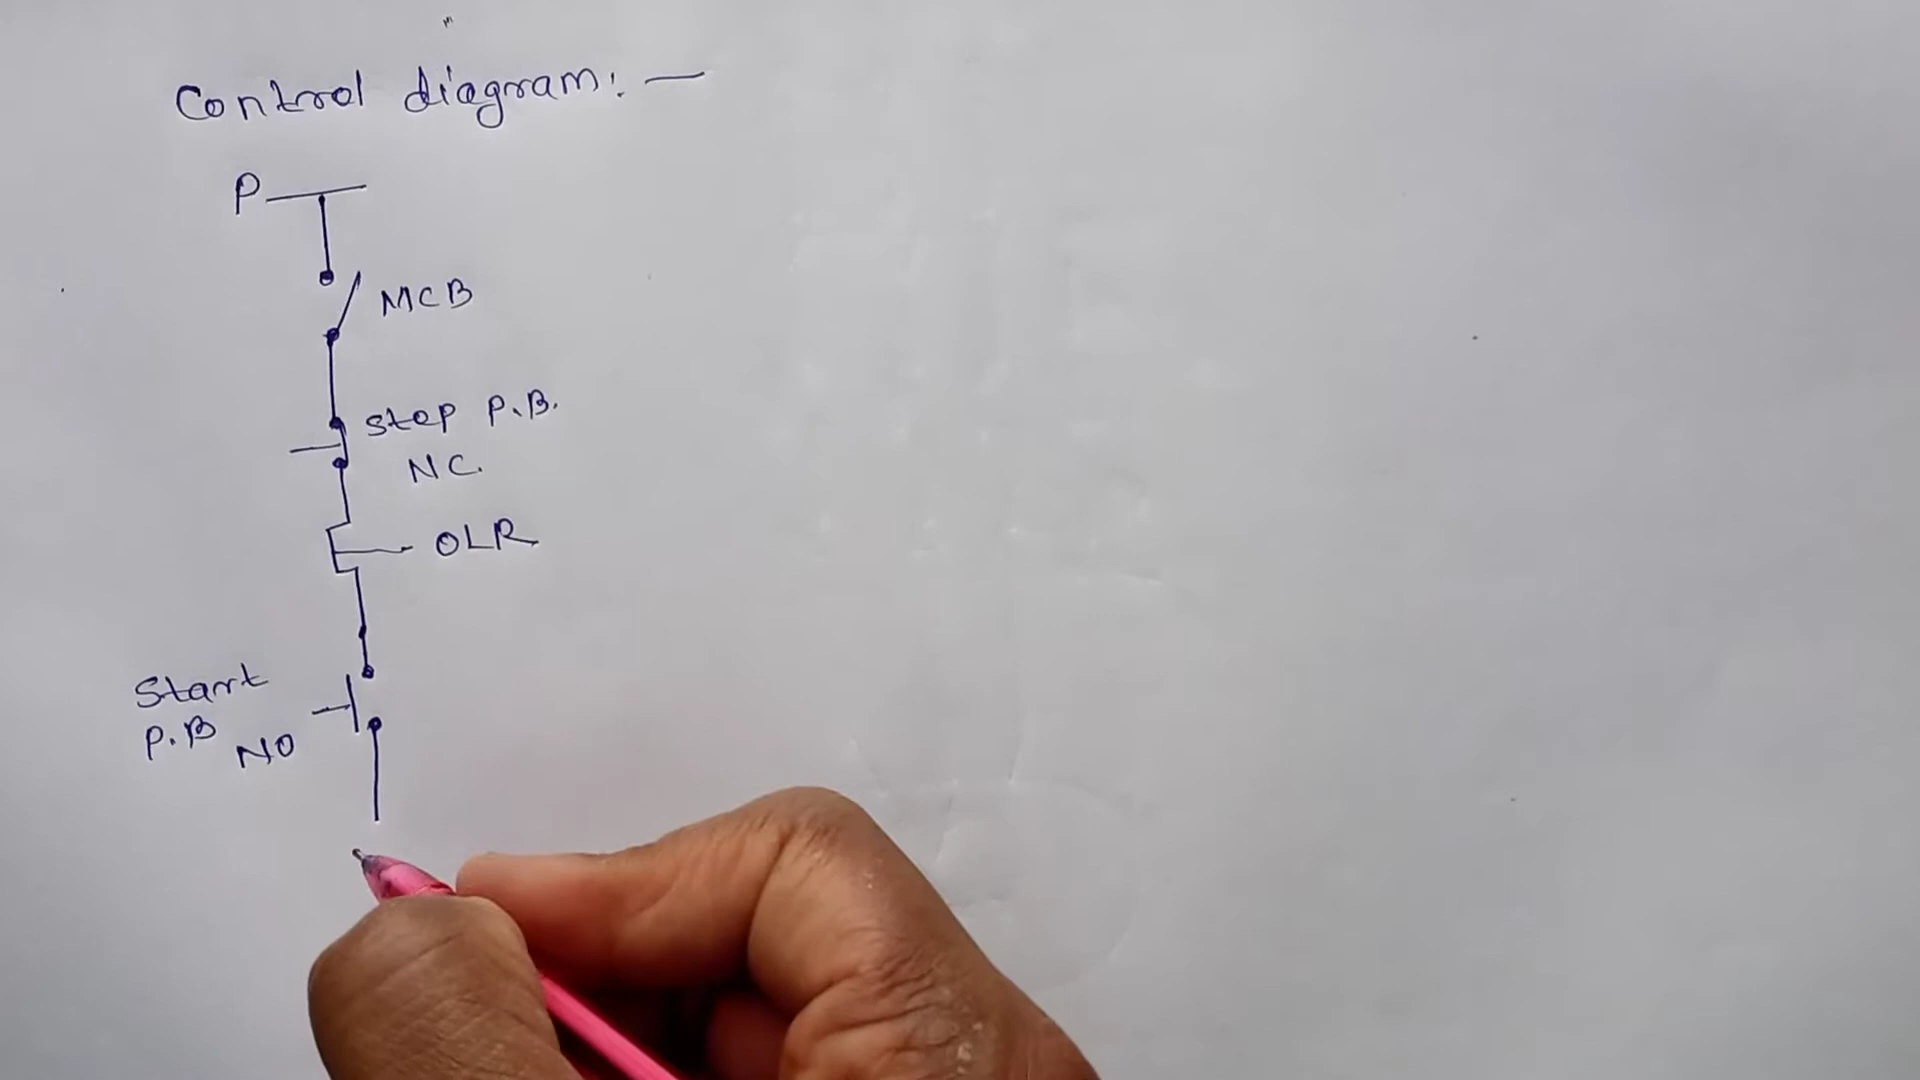 Control diagram: —
P
MCB
Stop P.B.
NC.
OLR
Start
P.B NO